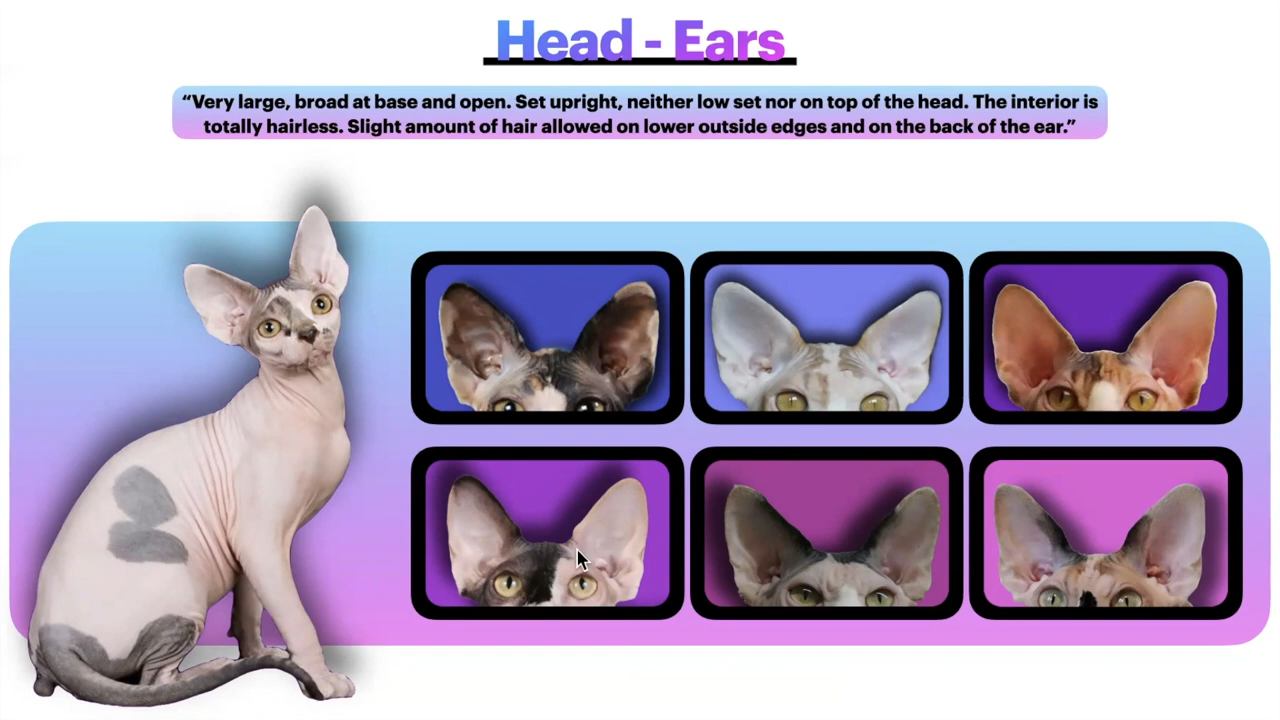 Head - Ears
“Very large, broad at base and open. Set upright, neither low set nor on top of the head. The interior is
totally hairless. Slight amount of hair allowed on lower outside edges and on the back of the ear.”